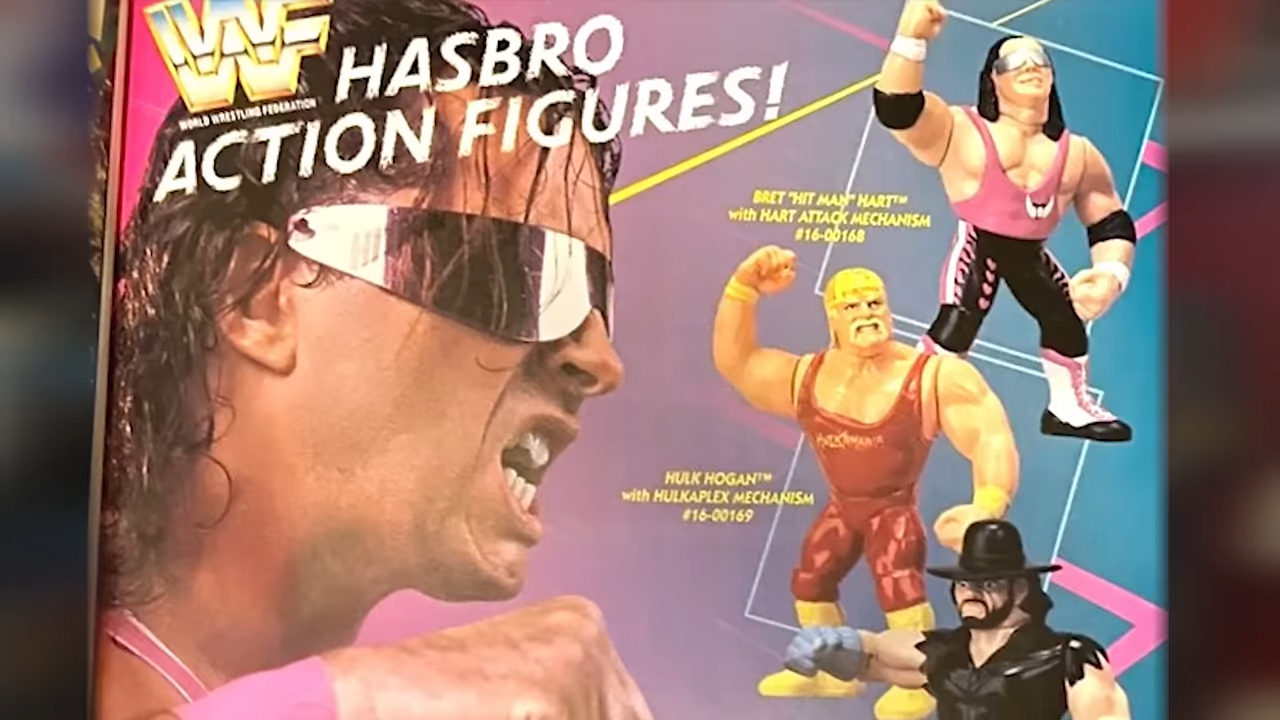 WF
WORLD WRESTLING FEDERATION
HASBRO
ACTION FIGURES!
BRET "HIT MAN" HART™
with HART ATTACK MECHANISM
#16-00168
HULK HOGAN™
with HULKAPLEX MECHANISM
#16-00169
HULKAMANIA